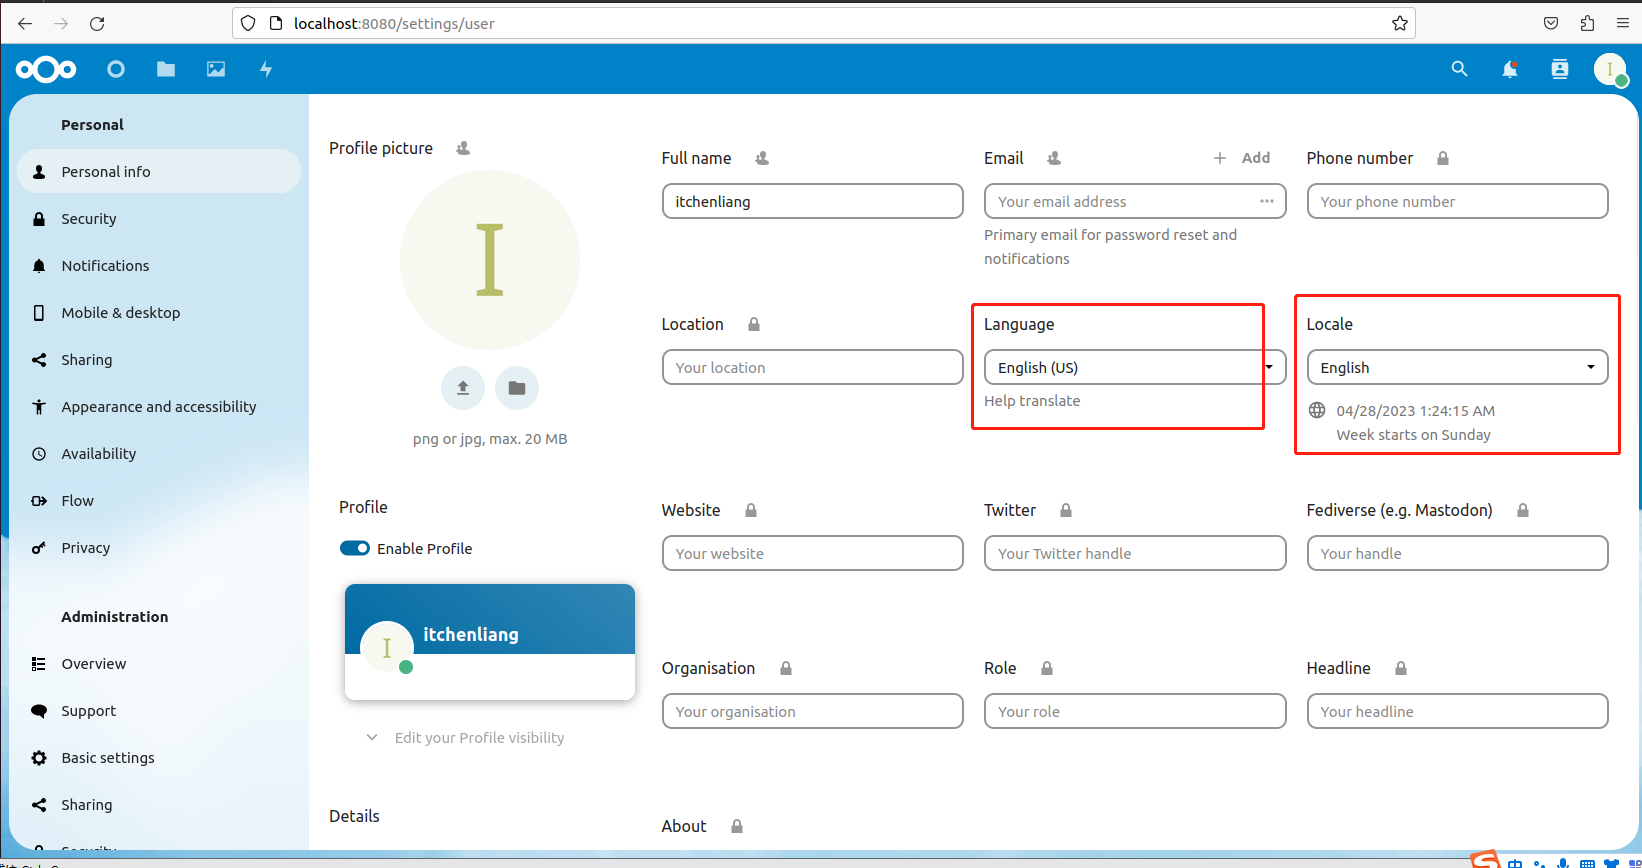 localhost:8080/settings/user
I
Personal
Personal info
Security
Notifications
Mobile & desktop
Sharing
Appearance and accessibility
Availability
Flow
Privacy
Administration
Overview
Support
Basic settings
Sharing
Security
Profile picture
I
png or jpg, max. 20 MB
Profile
Enable Profile
I
itchenliang
Edit your Profile visibility
Details
Full name
itchenliang
Email
Add
Your email address
Primary email for password reset and
notifications
Phone number
Your phone number
Location
Your location
Language
English (US)
Help translate
Locale
English
04/28/2023 1:24:15 AM
Week starts on Sunday
Website
Your website
Twitter
Your Twitter handle
Fediverse (e.g. Mastodon)
Your handle
Organisation
Your organisation
Role
Your role
Headline
Your headline
About
S
中